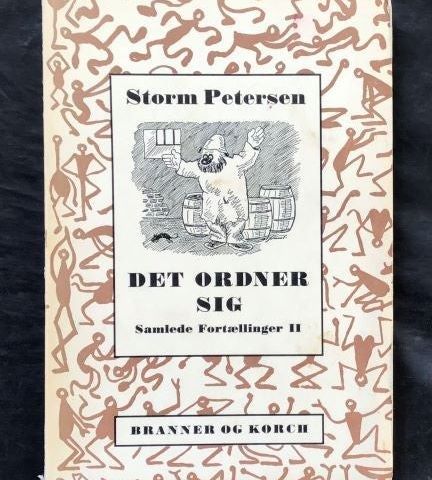 Storm Petersen
DET ORDNER
SIG
Samlede Fortællinger II
BRANNER OG KORCH